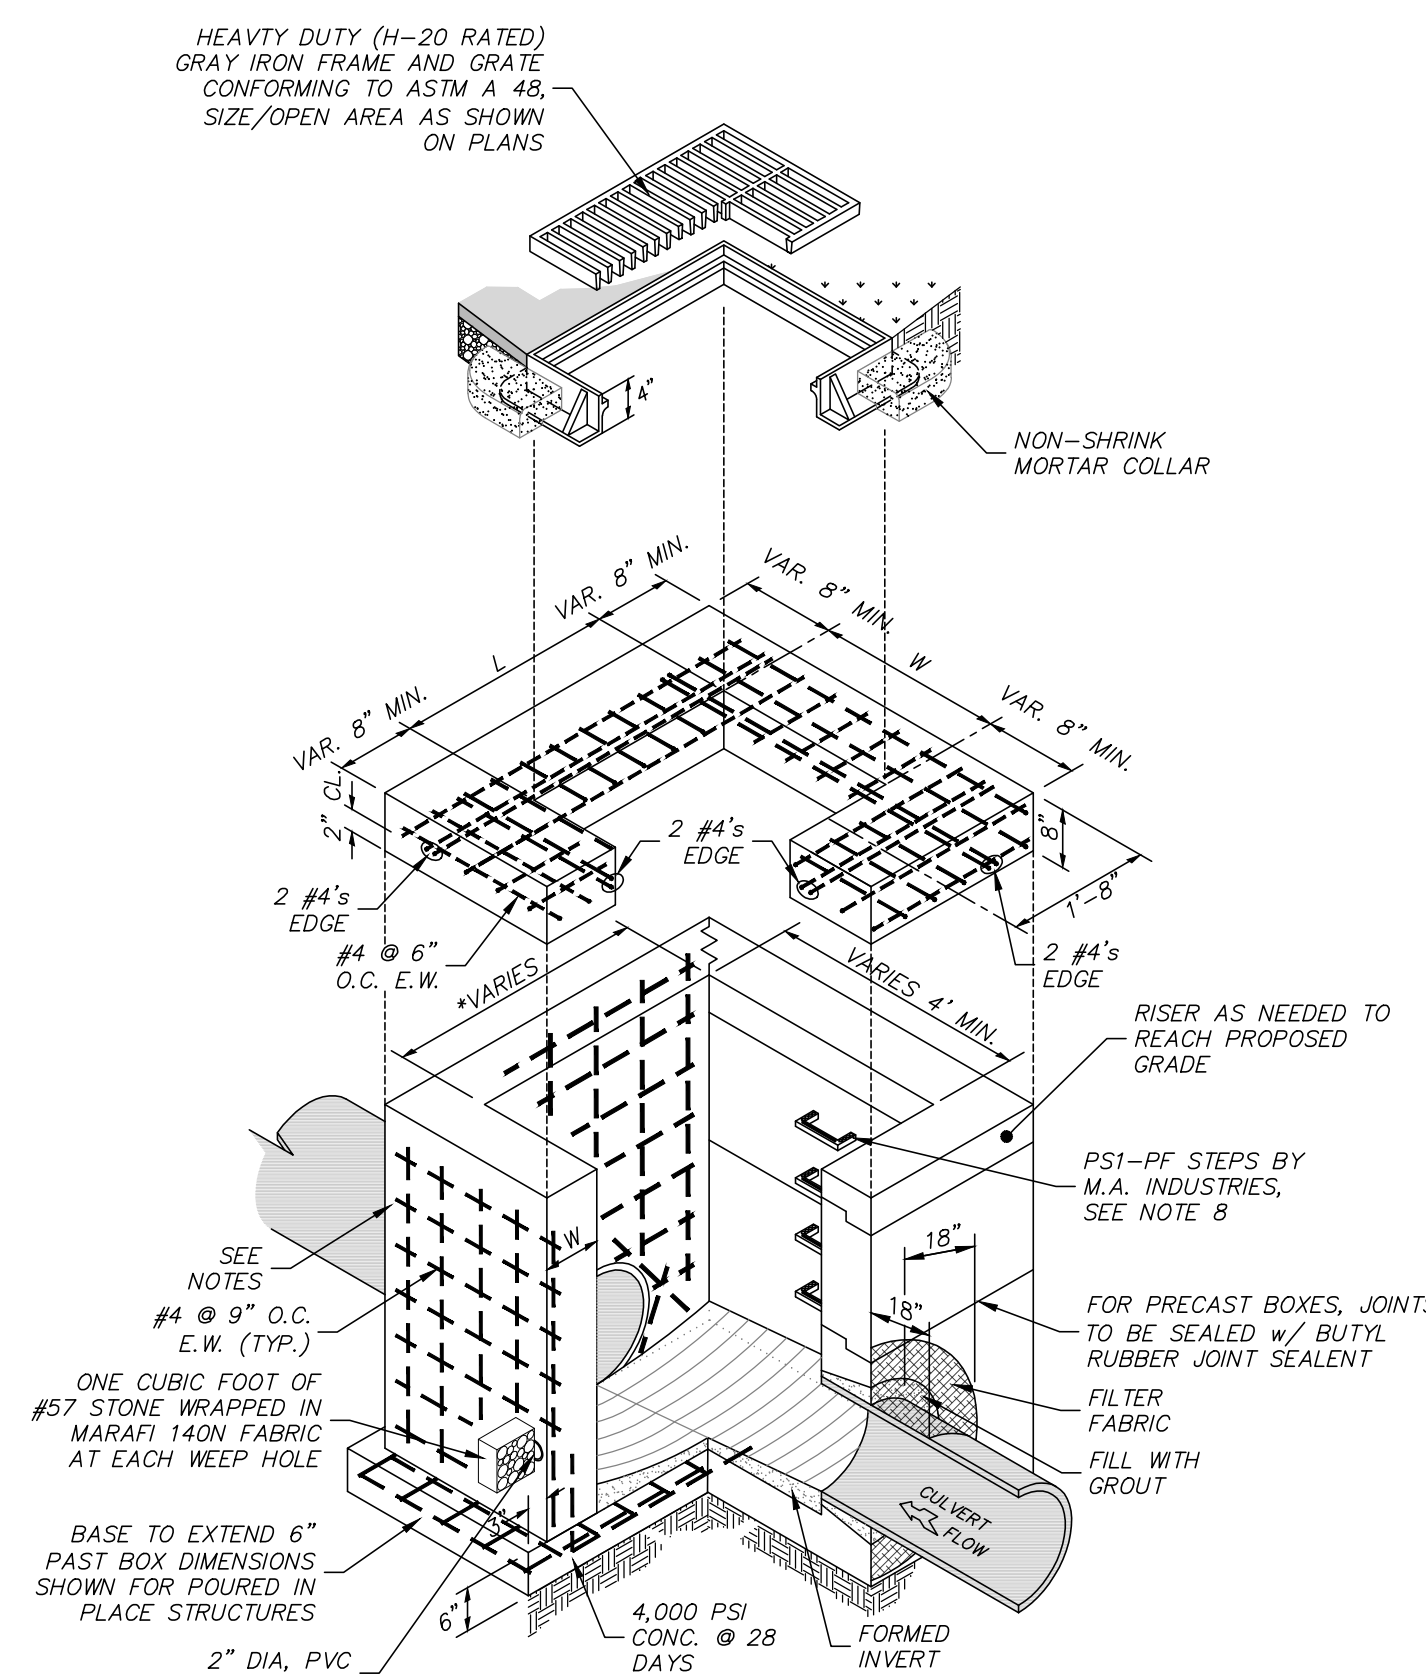 HEAVTY DUTY (H-20 RATED)
GRAY IRON FRAME AND GRATE
CONFORMING TO ASTM A 48,
SIZE/OPEN AREA AS SHOWN
ON PLANS
4"
NON-SHRINK
MORTAR COLLAR
VAR. 8" MIN.
L
VAR. 8" MIN.
VAR. 8" MIN.
W
VAR. 8" MIN.
2" CL.
8"
1'-8"
2 #4's
EDGE
2 #4's
EDGE
#4 @ 6"
O.C. E.W.
2 #4's
EDGE
*VARIES
VARIES 4' MIN.
RISER AS NEEDED TO
REACH PROPOSED
GRADE
PS1-PF STEPS BY
M.A. INDUSTRIES,
SEE NOTE 8
SEE
NOTES
W
18"
18"
#4 @ 9" O.C.
E.W. (TYP.)
FOR PRECAST BOXES, JOINTS
TO BE SEALED w/ BUTYL
RUBBER JOINT SEALENT
ONE CUBIC FOOT OF
#57 STONE WRAPPED IN
MARAFI 140N FABRIC
AT EACH WEEP HOLE
FILTER
FABRIC
FILL WITH
GROUT
CULVERT
FLOW
3"
BASE TO EXTEND 6"
PAST BOX DIMENSIONS
SHOWN FOR POURED IN
PLACE STRUCTURES
6"
2" DIA, PVC
4,000 PSI
CONC. @ 28
DAYS
FORMED
INVERT